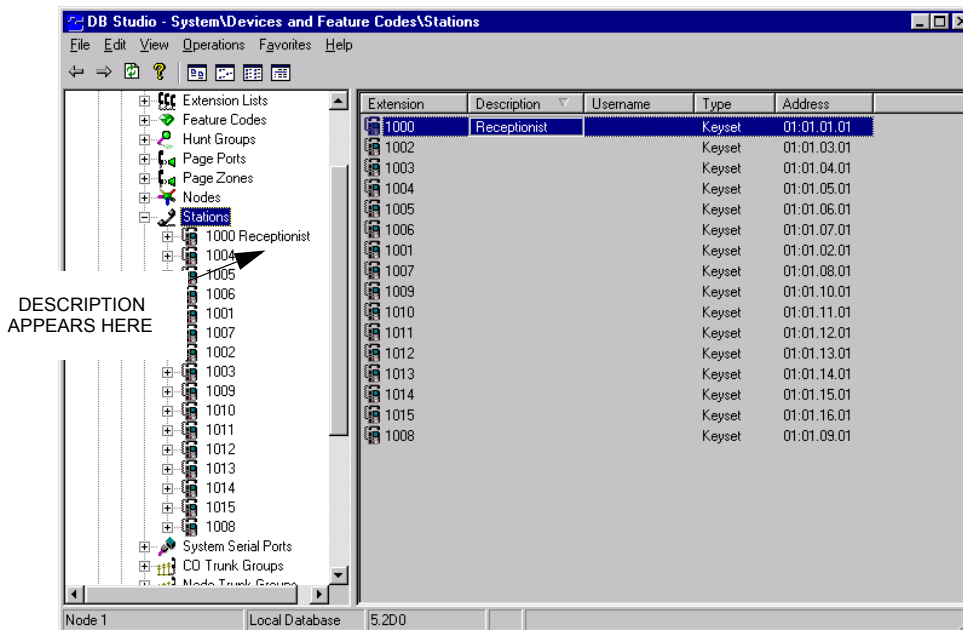 DB Studio - System\Devices and Feature Codes\Stations
File Edit View Operations Favorites Help
Extension Lists
Feature Codes
Hunt Groups
Page Ports
Page Zones
Nodes
Stations
1000 Receptionist
1004
1005
1006
1001
1007
1002
1003
1009
1010
1011
1012
1013
1014
1015
1008
System Serial Ports
CO Trunk Groups
Node Trunk Groups
DESCRIPTION
APPEARS HERE
Extension Description Username Type Address
1000 Receptionist Keyset 01:01.01.01
1002 Keyset 01:01.03.01
1003 Keyset 01:01.04.01
1004 Keyset 01:01.05.01
1005 Keyset 01:01.06.01
1006 Keyset 01:01.07.01
1001 Keyset 01:01.02.01
1007 Keyset 01:01.08.01
1009 Keyset 01:01.10.01
1010 Keyset 01:01.11.01
1011 Keyset 01:01.12.01
1012 Keyset 01:01.13.01
1013 Keyset 01:01.14.01
1014 Keyset 01:01.15.01
1015 Keyset 01:01.16.01
1008 Keyset 01:01.09.01
Node 1 Local Database 5.2D0